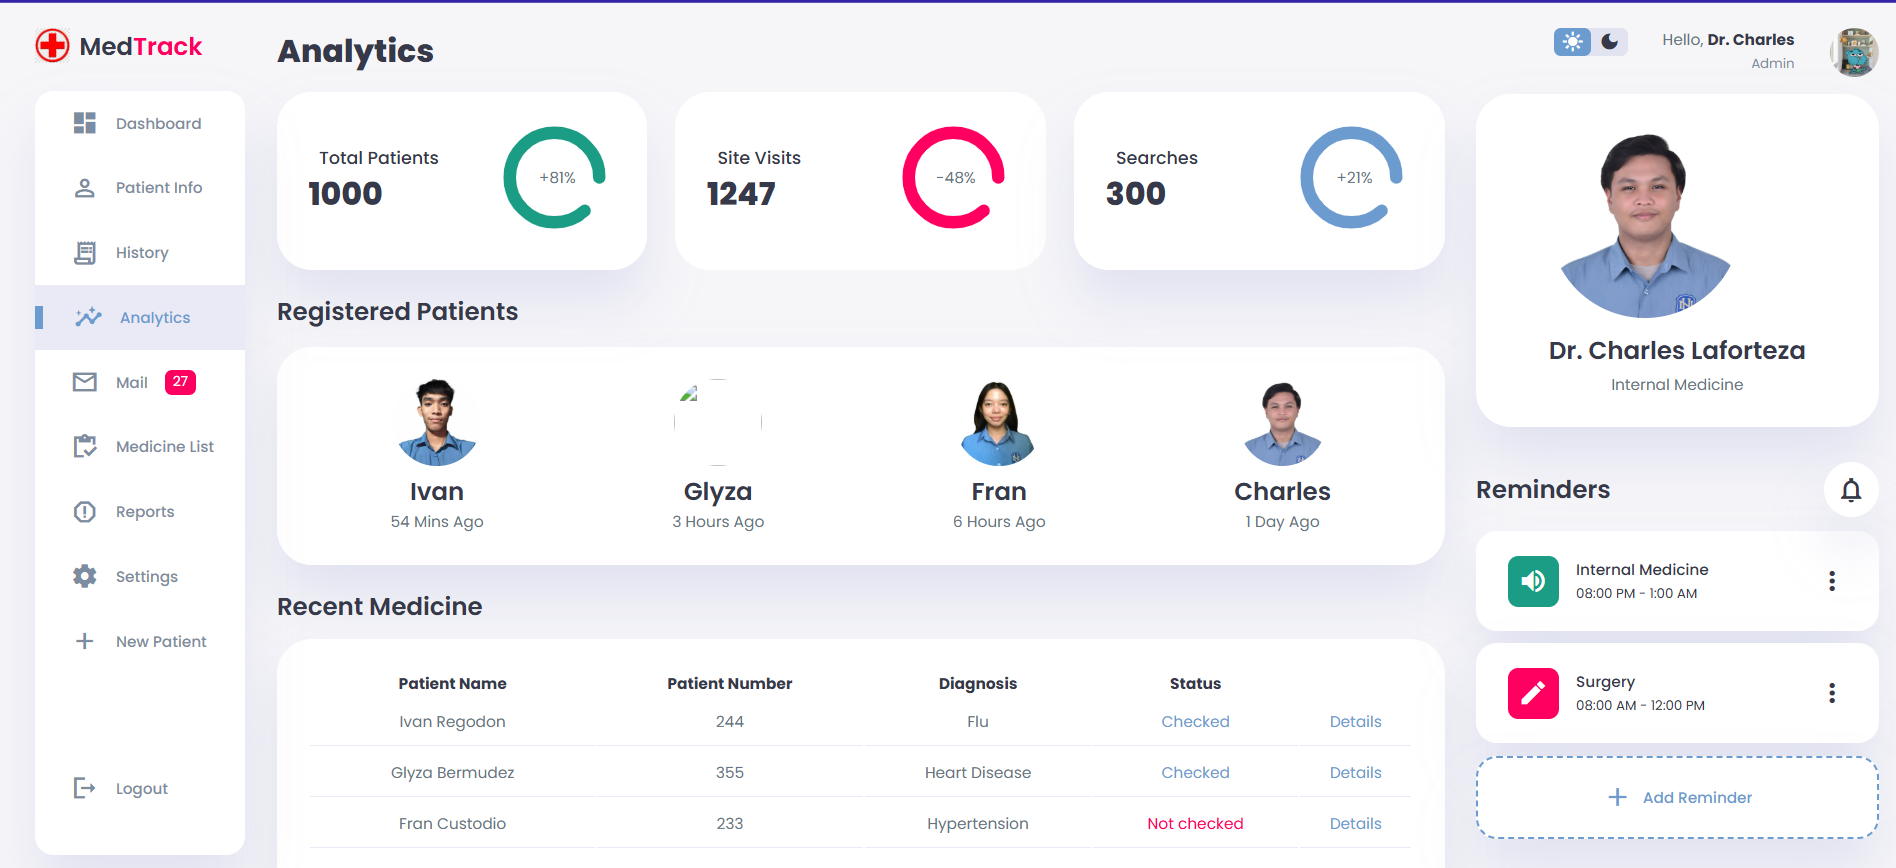 MedTrack
Dashboard
Patient Info
History
Analytics
Mail 27
Medicine List
Reports
Settings
New Patient
Logout
Analytics
Total Patients
1000
+81%
Site Visits
1247
-48%
Searches
300
+21%
Registered Patients
Ivan
54 Mins Ago
Glyza
3 Hours Ago
Fran
6 Hours Ago
Charles
1 Day Ago
Recent Medicine
Patient Name Patient Number Diagnosis Status
Ivan Regodon 244 Flu Checked Details
Glyza Bermudez 355 Heart Disease Checked Details
Fran Custodio 233 Hypertension Not checked Details
Hello, Dr. Charles
Admin
Dr. Charles Laforteza
Internal Medicine
Reminders
Internal Medicine
08:00 PM - 1:00 AM
Surgery
08:00 AM - 12:00 PM
Add Reminder